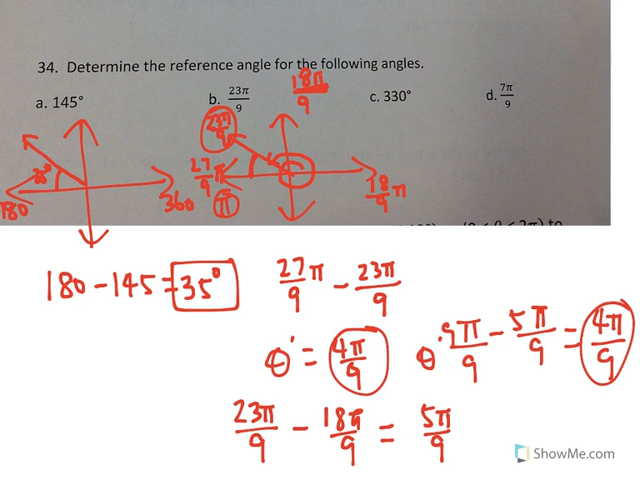 34. Determine the reference angle for the following angles.
18π/9
a. 145° b. 23π/9 c. 330° d. 7π/9
23π/9
35° 27/9 π
180 360 π 18/9 π
180 - 145 = 35° 27π/9 - 23π/9
θ' = 4π/9 θ' 9π/9 - 5π/9 = 4π/9
23π/9 - 18π/9 = 5π/9
ShowMe.com